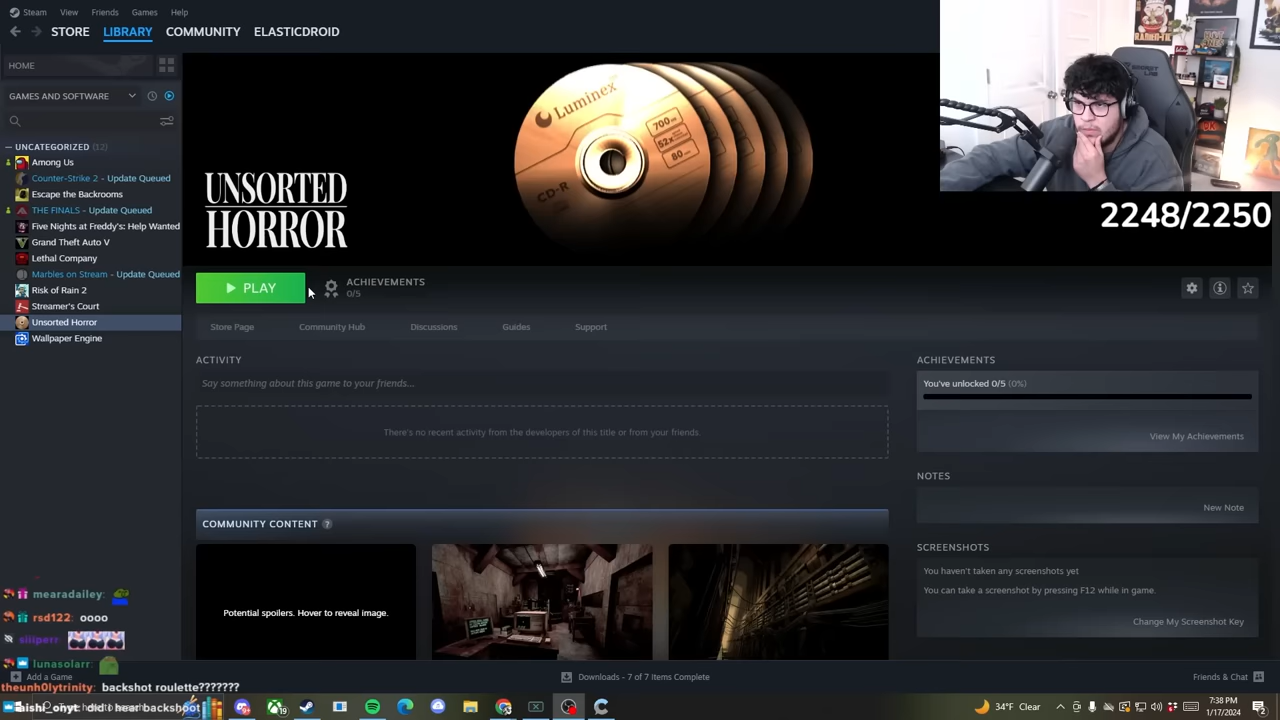 Steam View Friends Games Help
STORE LIBRARY COMMUNITY ELASTICDROID
HOME
GAMES AND SOFTWARE
UNCATEGORIZED (12)
Among Us
Counter-Strike 2 - Update Queued
Escape the Backrooms
THE FINALS - Update Queued
Five Nights at Freddy's: Help Wanted
Grand Theft Auto V
Lethal Company
Marbles on Stream - Update Queued
Risk of Rain 2
Streamer's Court
Unsorted Horror
Wallpaper Engine
Luminex
700
52x
80
CD-R
UNSORTED
HORROR
2248/2250
PLAY
ACHIEVEMENTS
0/5
Store Page Community Hub Discussions Guides Support
ACTIVITY
Say something about this game to your friends...
There's no recent activity from the developers of this title or from your friends.
COMMUNITY CONTENT ?
Potential spoilers. Hover to reveal image.
ACHIEVEMENTS
You've unlocked 0/5 (0%)
View My Achievements
NOTES
New Note
SCREENSHOTS
You haven't taken any screenshots yet
You can take a screenshot by pressing F12 while in game.
Change My Screenshot Key
mearadailey:
rsd122: oooo
siiiperr:
lunasolarr:
Add a Game
Downloads - 7 of 7 Items Complete
Friends & Chat
theunh0lytrinity: backshot roulette???????
did i hear backshot
34°F Clear
7:38 PM
1/17/2024